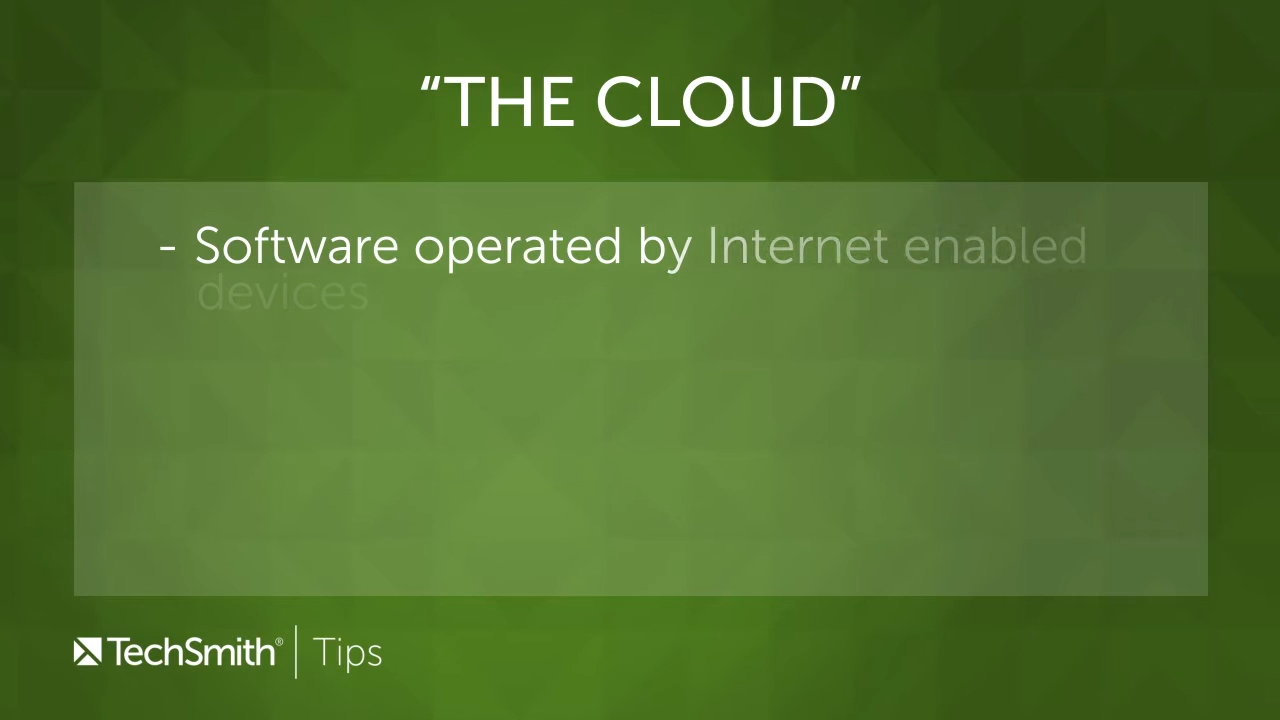 “THE CLOUD”
- Software operated by Internet enabled
devices
TechSmith® | Tips